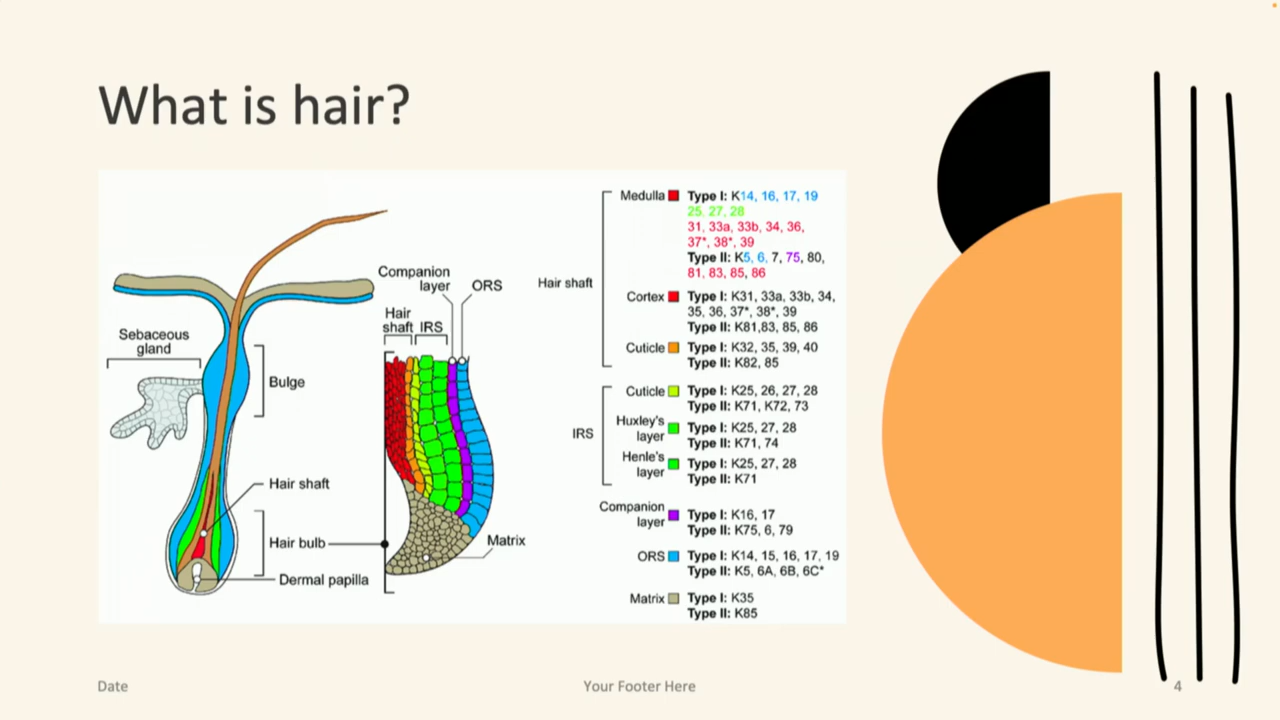 What is hair?
Sebaceous
gland
Bulge
Hair shaft
Hair bulb
Dermal papilla
Companion
layer
ORS
Hair
shaft IRS
Matrix
Hair shaft
Medulla Type I: K14, 16, 17, 19
25, 27, 28
31, 33a, 33b, 34, 36,
37*, 38*, 39
Type II: K5, 6, 7, 75, 80,
81, 83, 85, 86
Cortex Type I: K31, 33a, 33b, 34,
35, 36, 37*, 38*, 39
Type II: K81,83, 85, 86
Cuticle Type I: K32, 35, 39, 40
Type II: K82, 85
IRS
Cuticle Type I: K25, 26, 27, 28
Type II: K71, K72, 73
Huxley's
layer
Type I: K25, 27, 28
Type II: K71, 74
Henle's
layer
Type I: K25, 27, 28
Type II: K71
Companion
layer
Type I: K16, 17
Type II: K75, 6, 79
ORS Type I: K14, 15, 16, 17, 19
Type II: K5, 6A, 6B, 6C*
Matrix Type I: K35
Type II: K85
Date
Your Footer Here
4